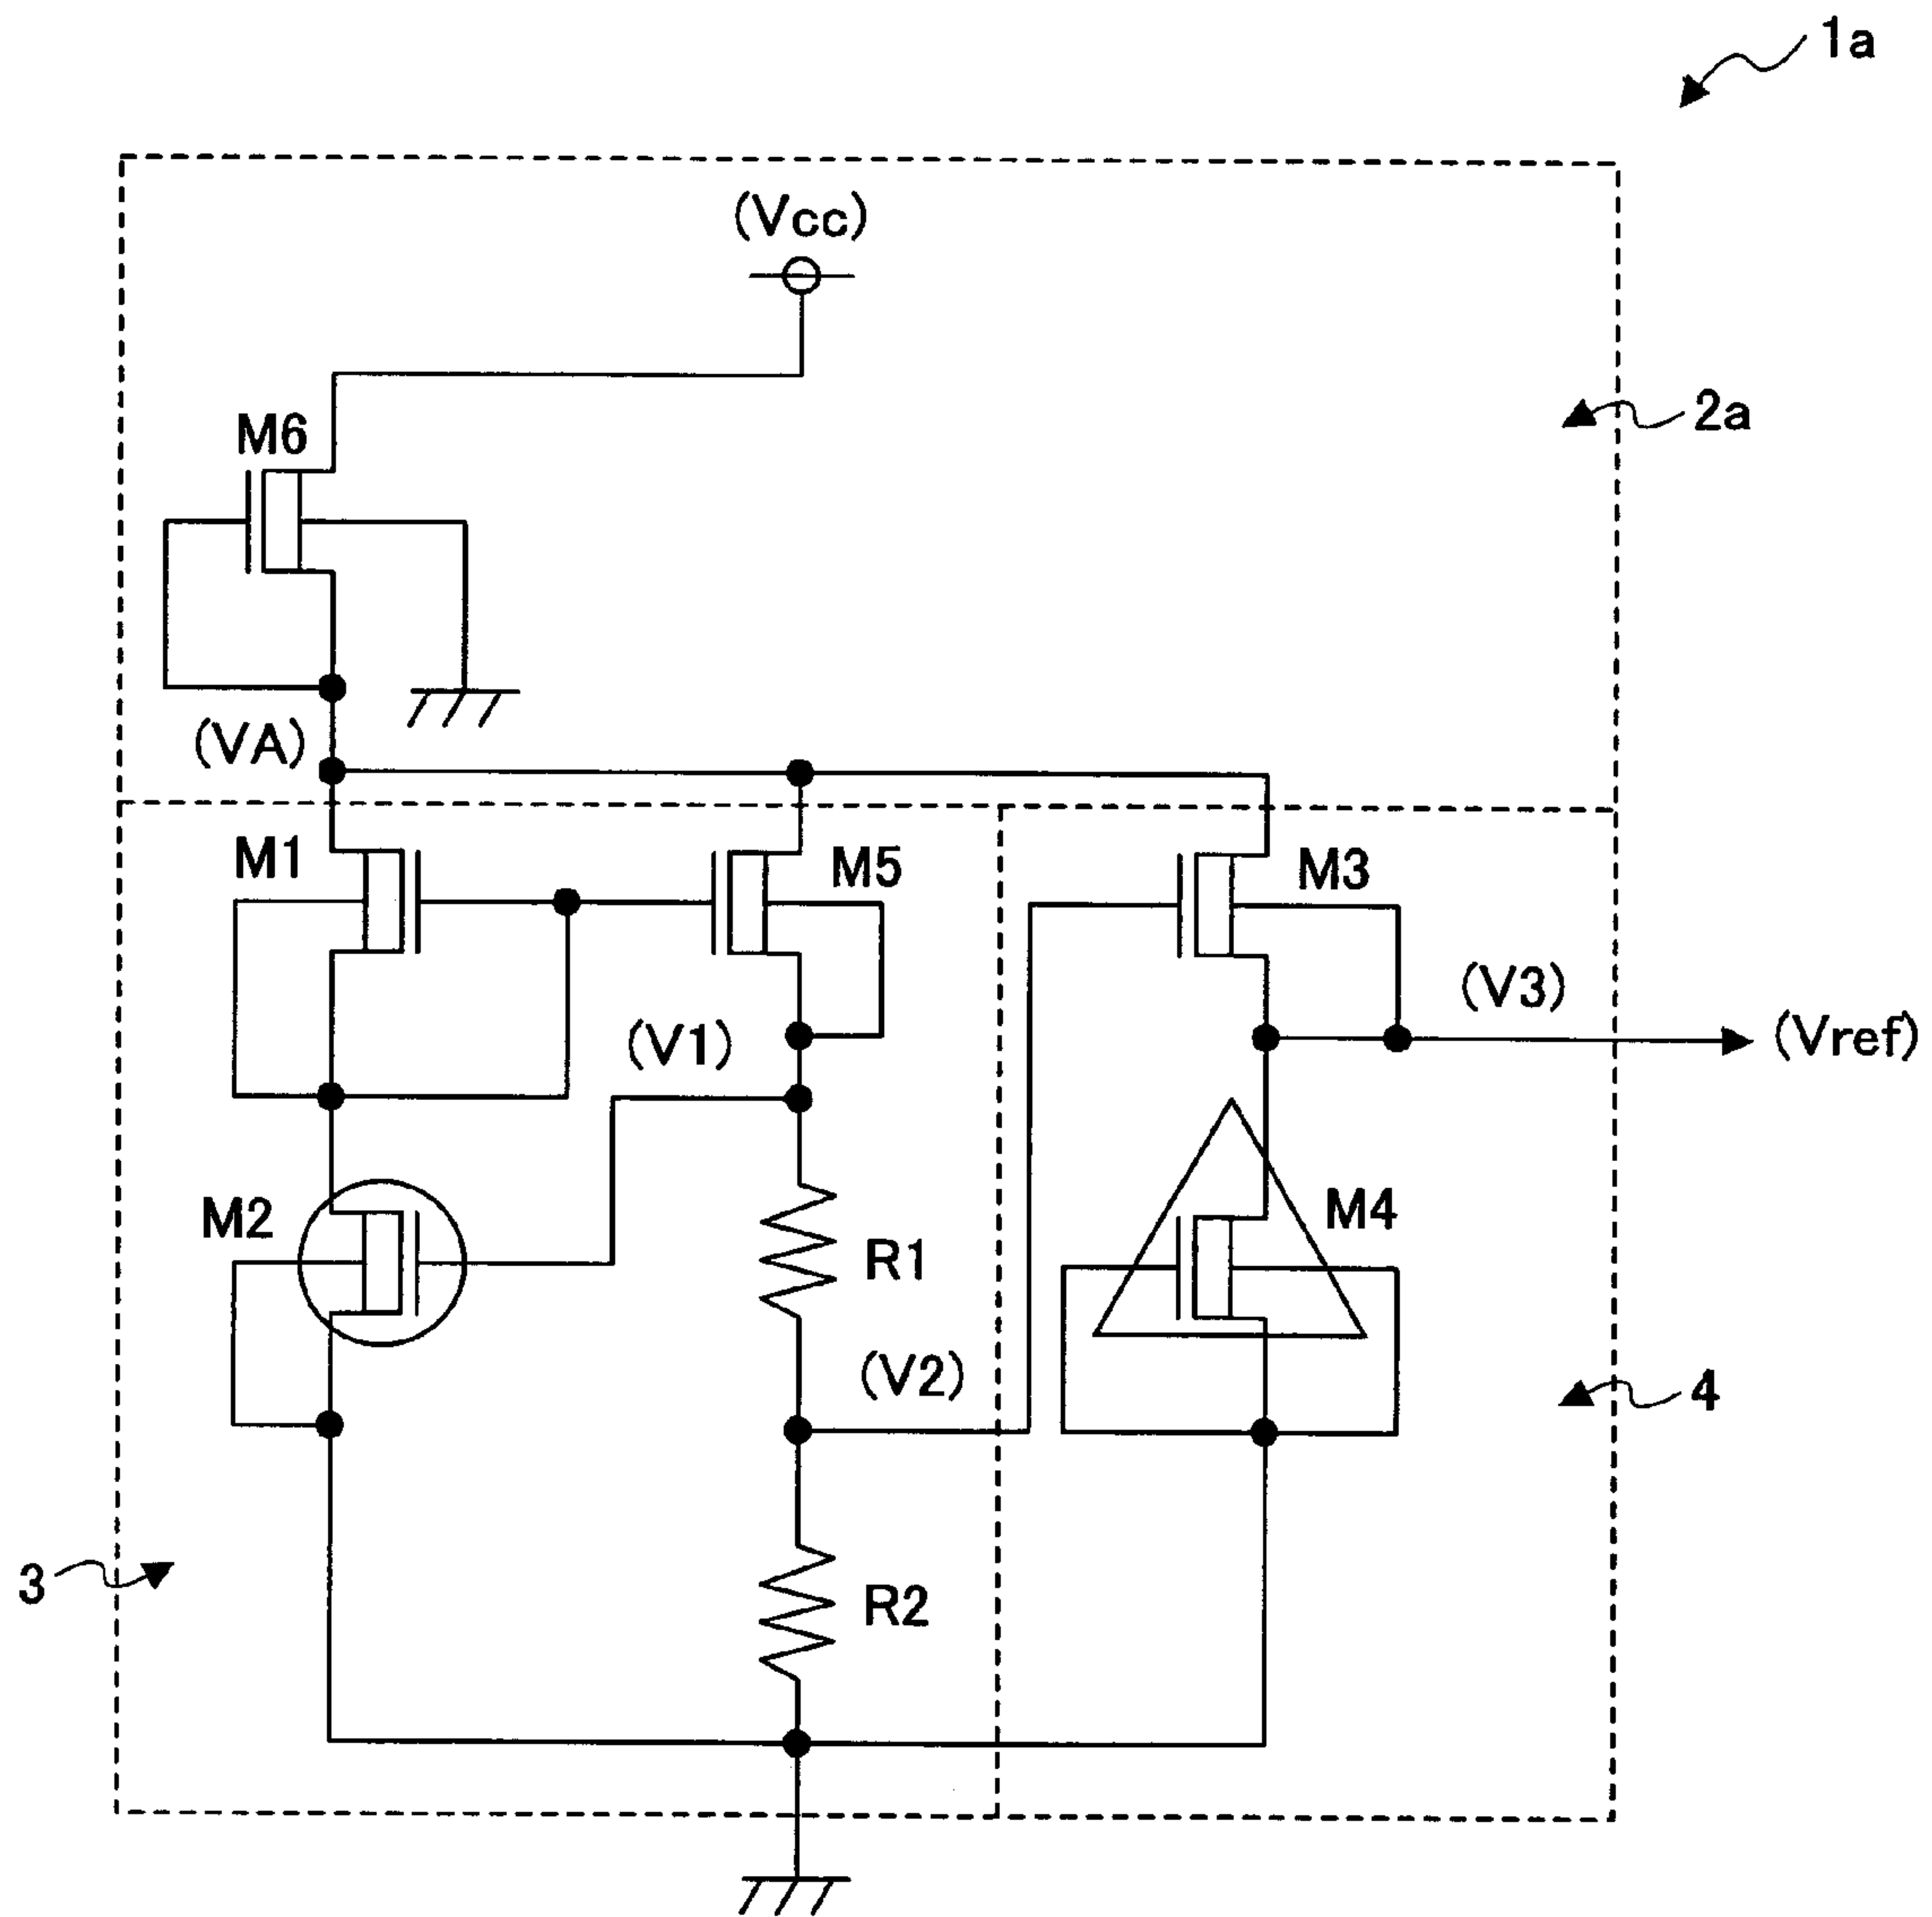 1a
(Vcc)
2a
M6
(VA)
M1
M5
M3
(V3)
(V1)
(Vref)
M2
M4
R1
(V2)
4
3
R2